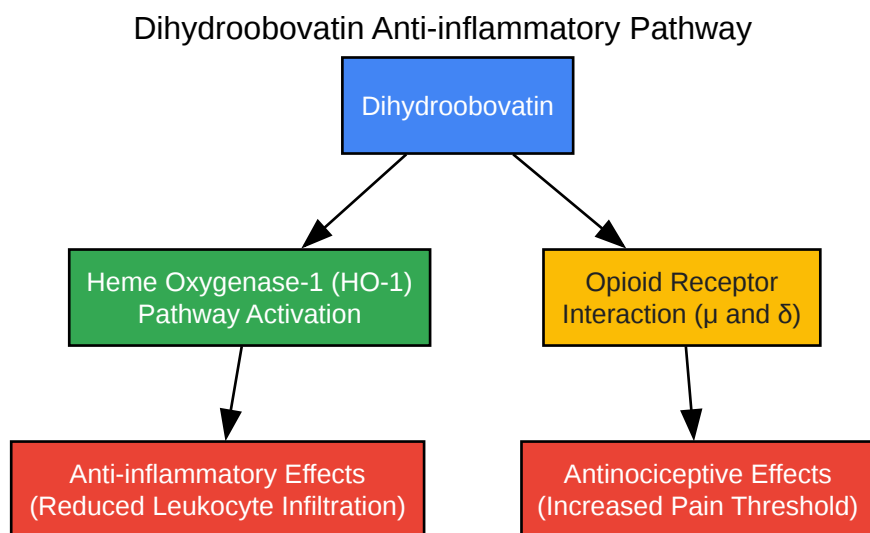 Dihydroobovatin Anti-inflammatory Pathway
Dihydroobovatin
Heme Oxygenase-1 (HO-1)
Pathway Activation
Opioid Receptor
Interaction (μ and δ)
Anti-inflammatory Effects
(Reduced Leukocyte Infiltration)
Antinociceptive Effects
(Increased Pain Threshold)